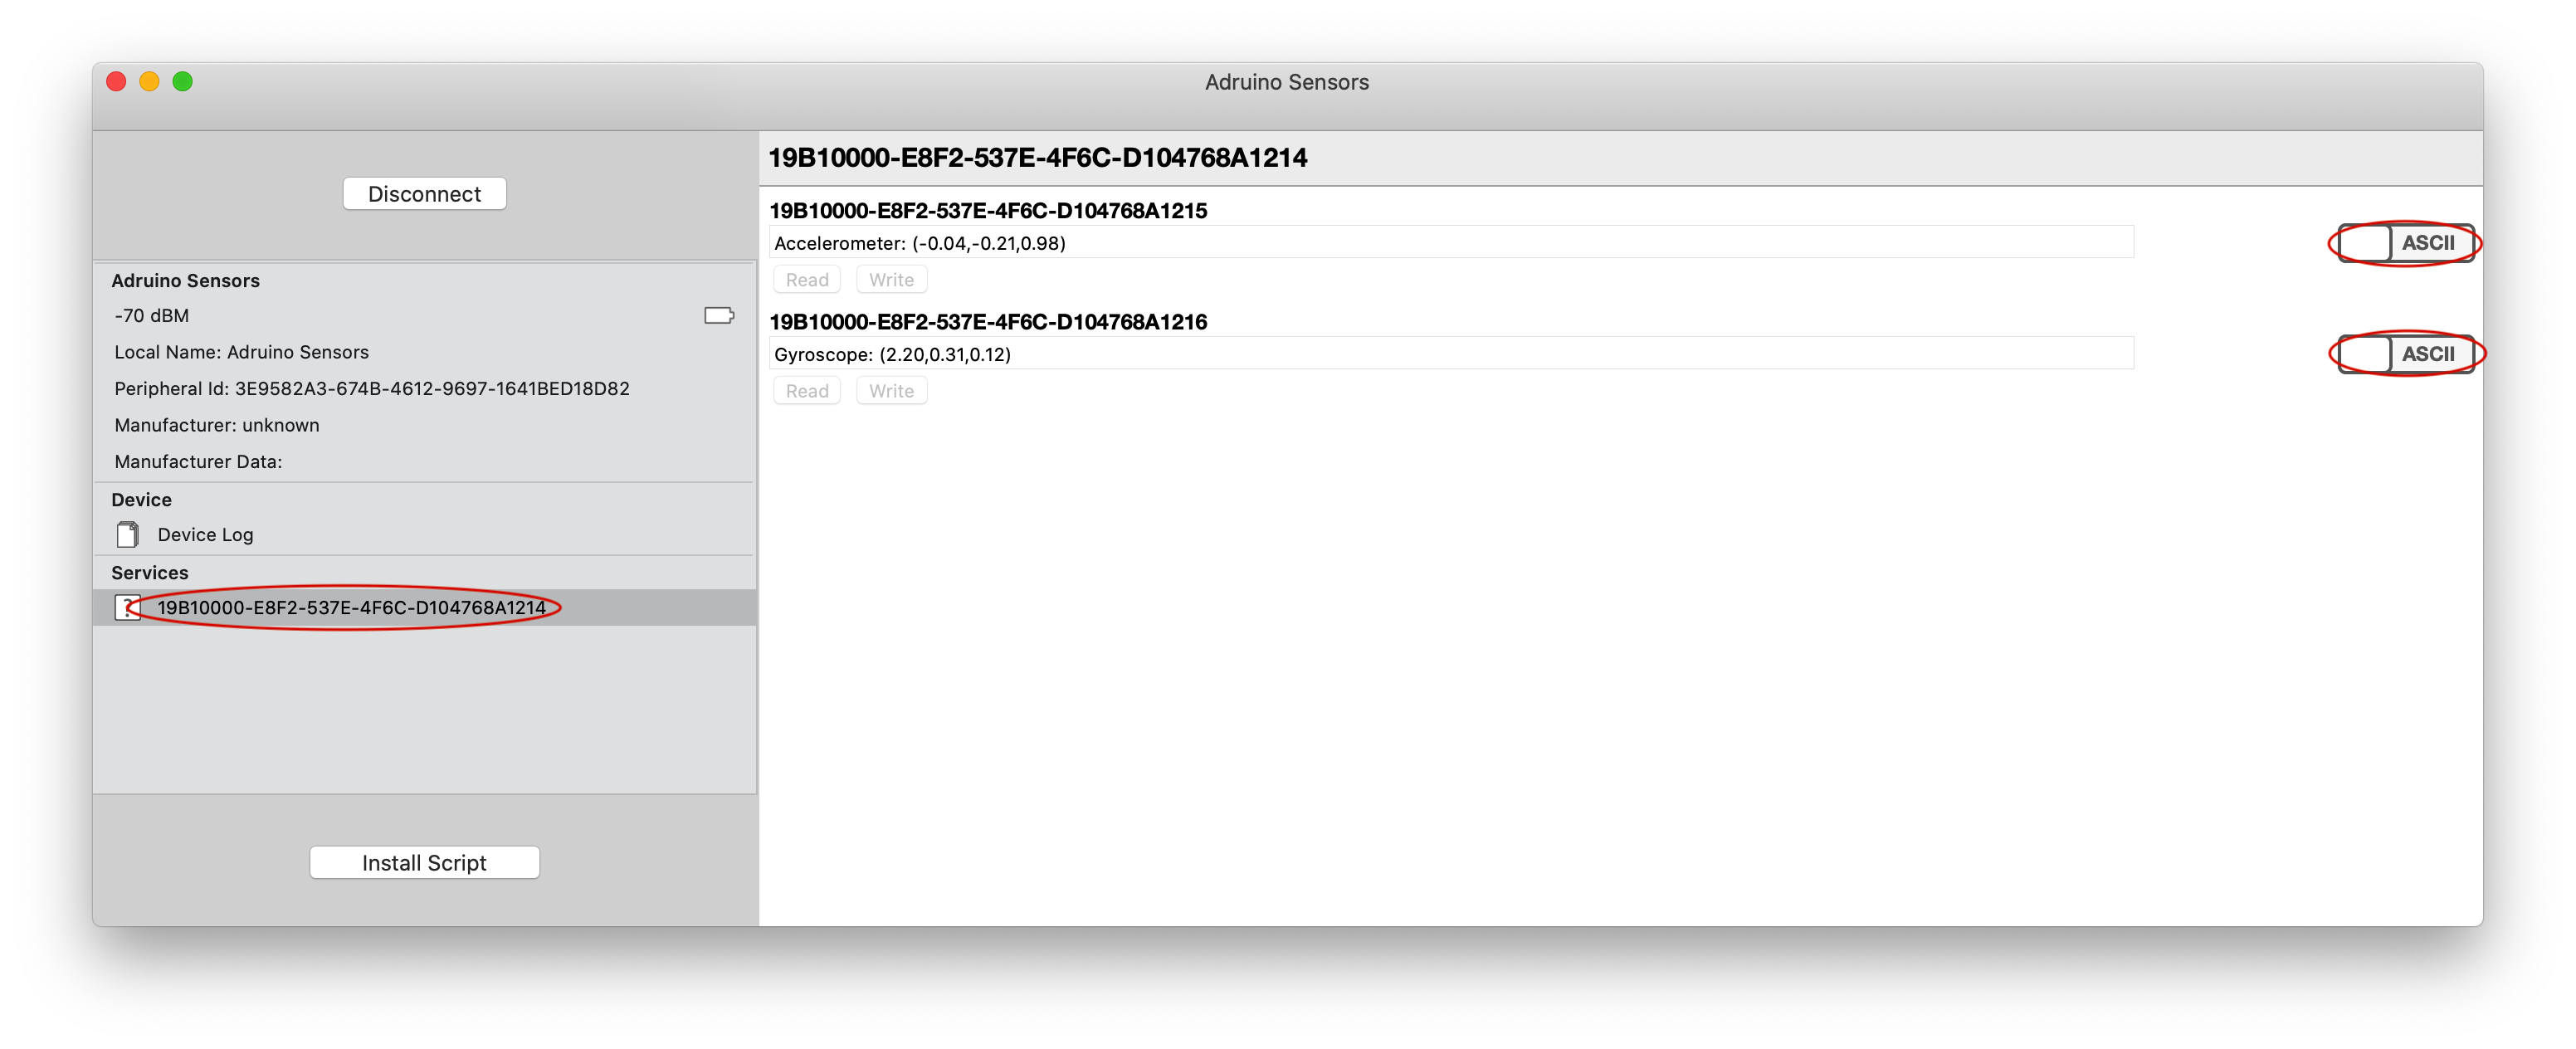 Adruino Sensors
Disconnect
Adruino Sensors
-70 dBM
Local Name: Adruino Sensors
Peripheral Id: 3E9582A3-674B-4612-9697-1641BED18D82
Manufacturer: unknown
Manufacturer Data:
Device
Device Log
Services
? 19B10000-E8F2-537E-4F6C-D104768A1214
Install Script
19B10000-E8F2-537E-4F6C-D104768A1214
19B10000-E8F2-537E-4F6C-D104768A1215
Accelerometer: (-0.04,-0.21,0.98) ASCII
Read Write
19B10000-E8F2-537E-4F6C-D104768A1216
Gyroscope: (2.20,0.31,0.12) ASCII
Read Write